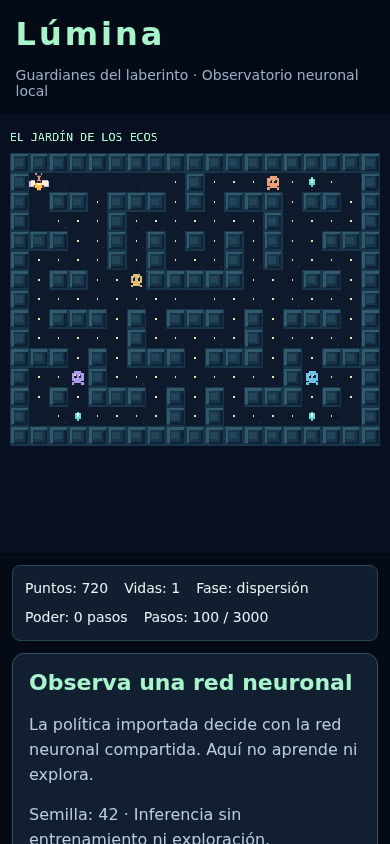 Lúmina
Guardianes del laberinto · Observatorio neuronal
local
EL JARDÍN DE LOS ECOS
Puntos: 720 Vidas: 1 Fase: dispersión
Poder: 0 pasos Pasos: 100 / 3000
Observa una red neuronal
La política importada decide con la red
neuronal compartida. Aquí no aprende ni
explora.
Semilla: 42 · Inferencia sin
entrenamiento ni exploración.